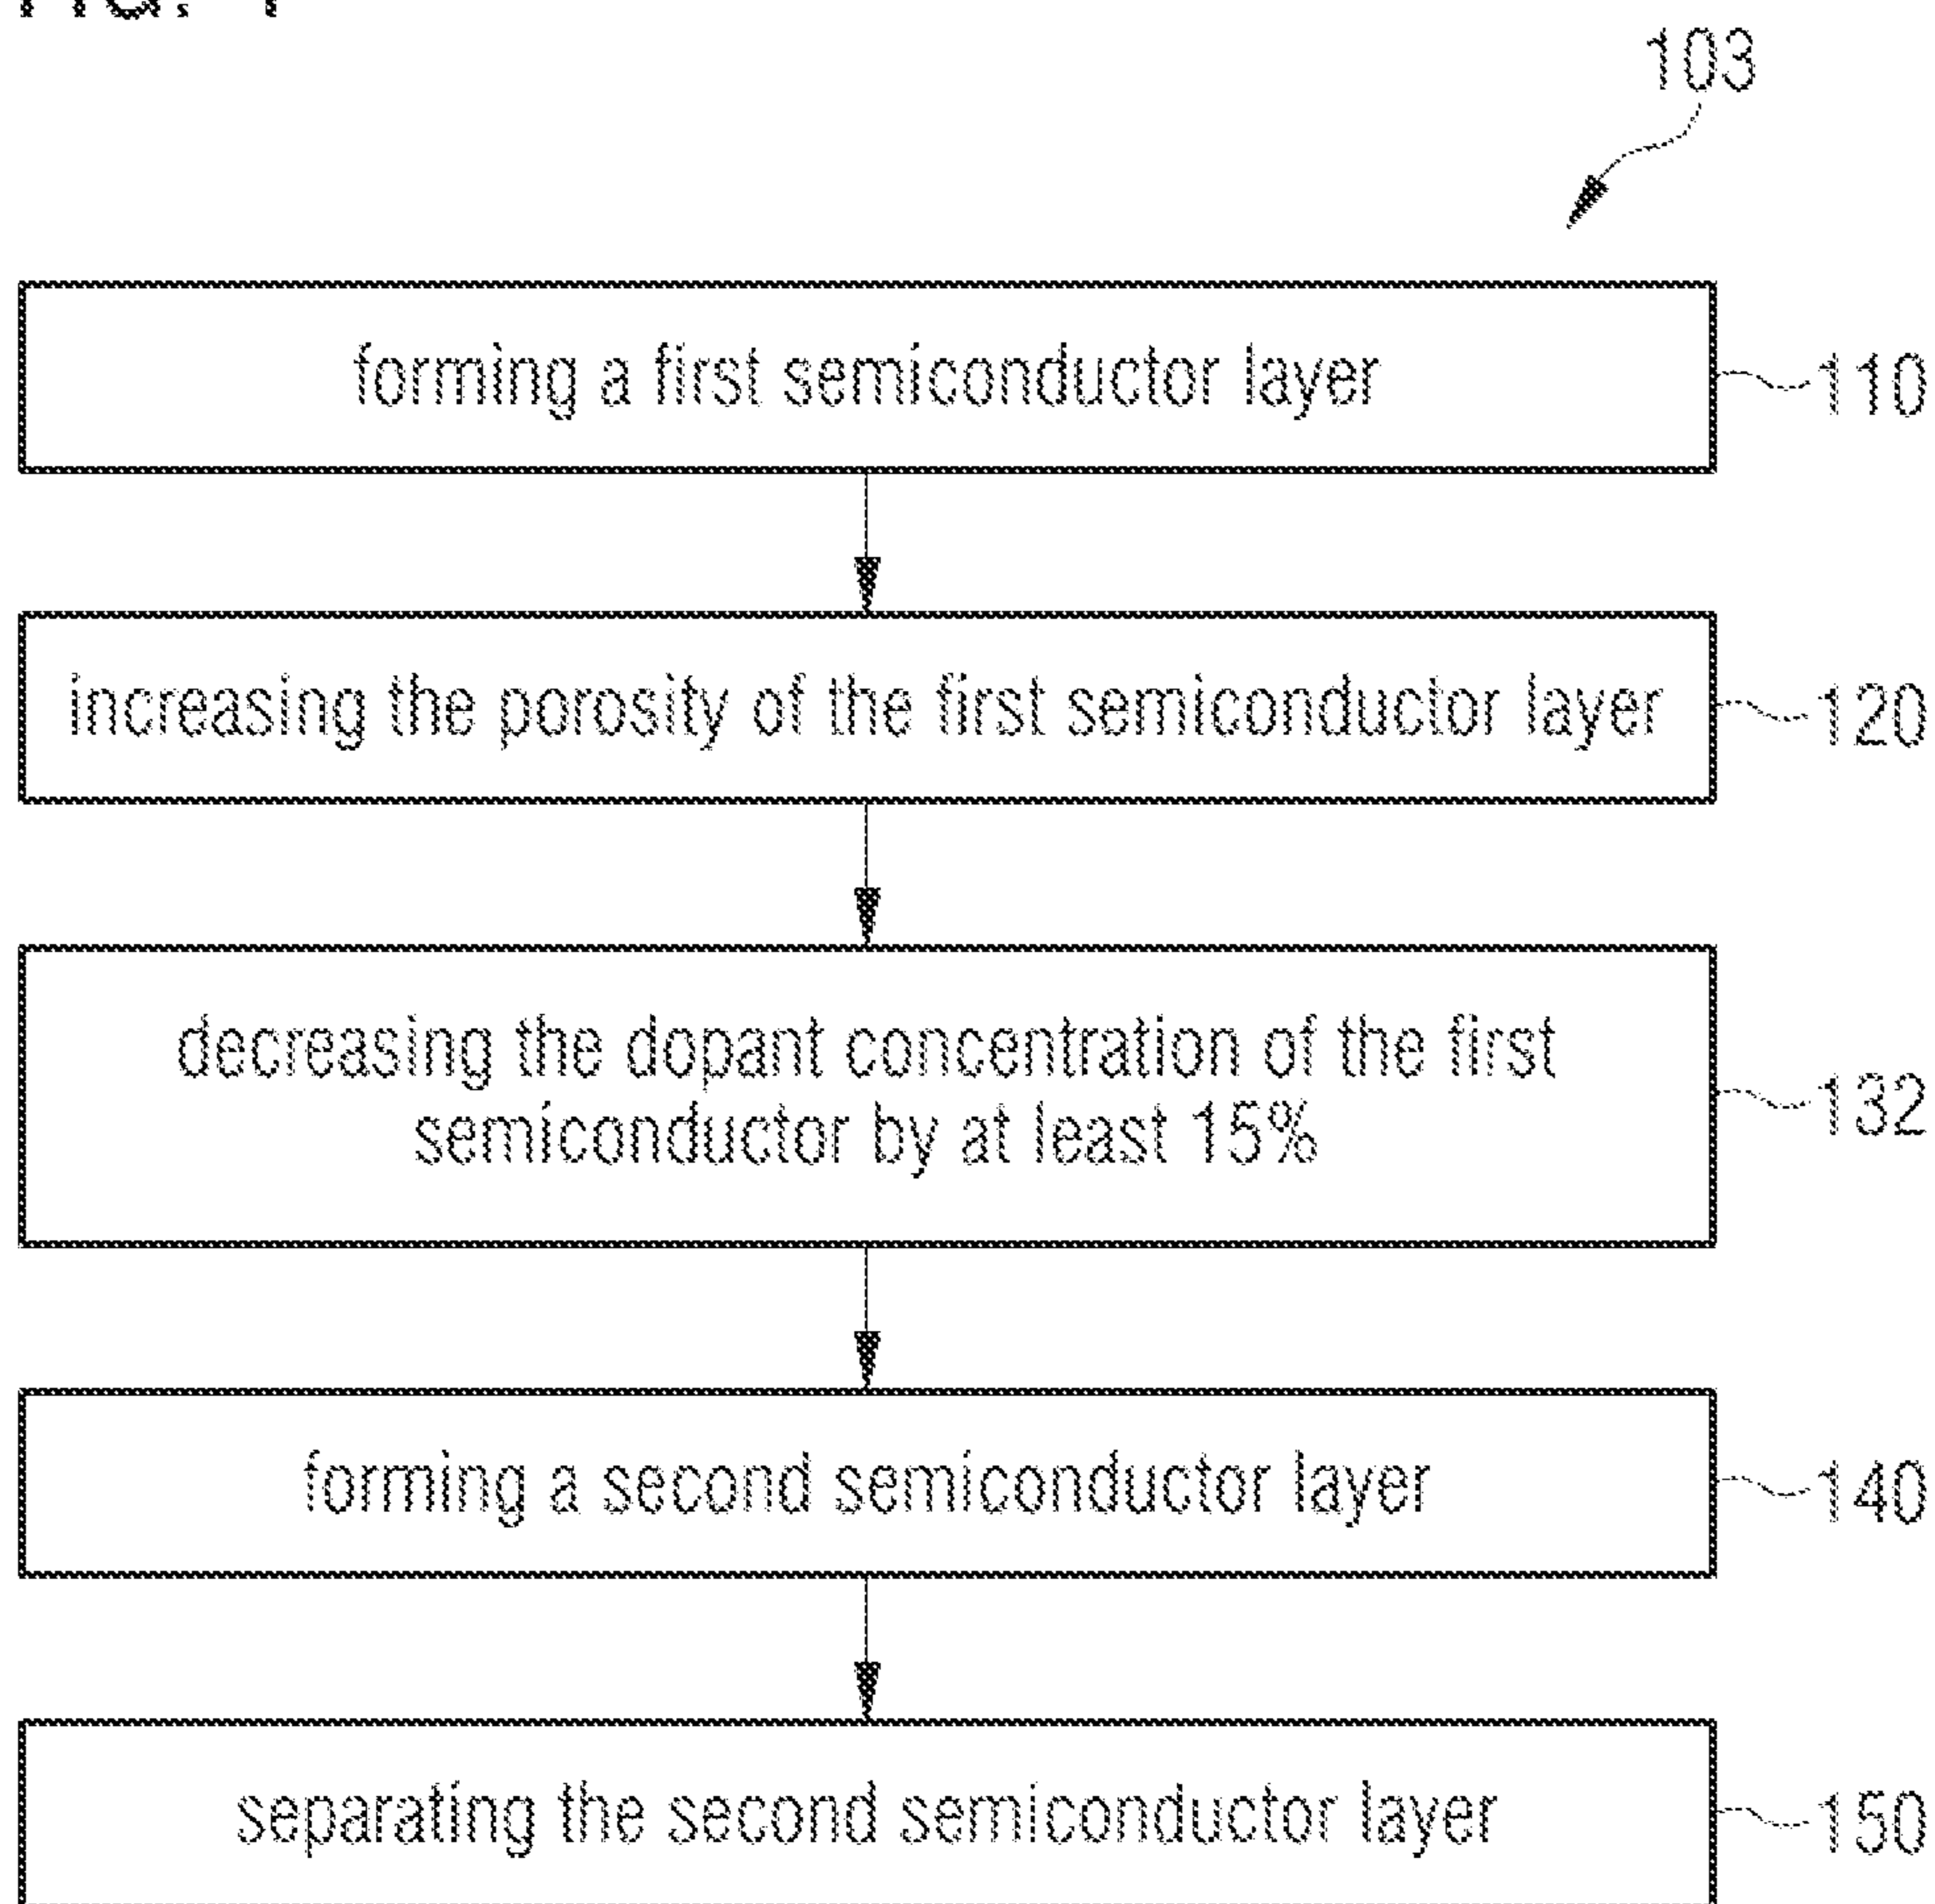 103
forming a first semiconductor layer
110
increasing the porosity of the first semiconductor layer
120
decreasing the dopant concentration of the first
semiconductor by at least 15%
132
forming a second semiconductor layer
140
separating the second semiconductor layer
150